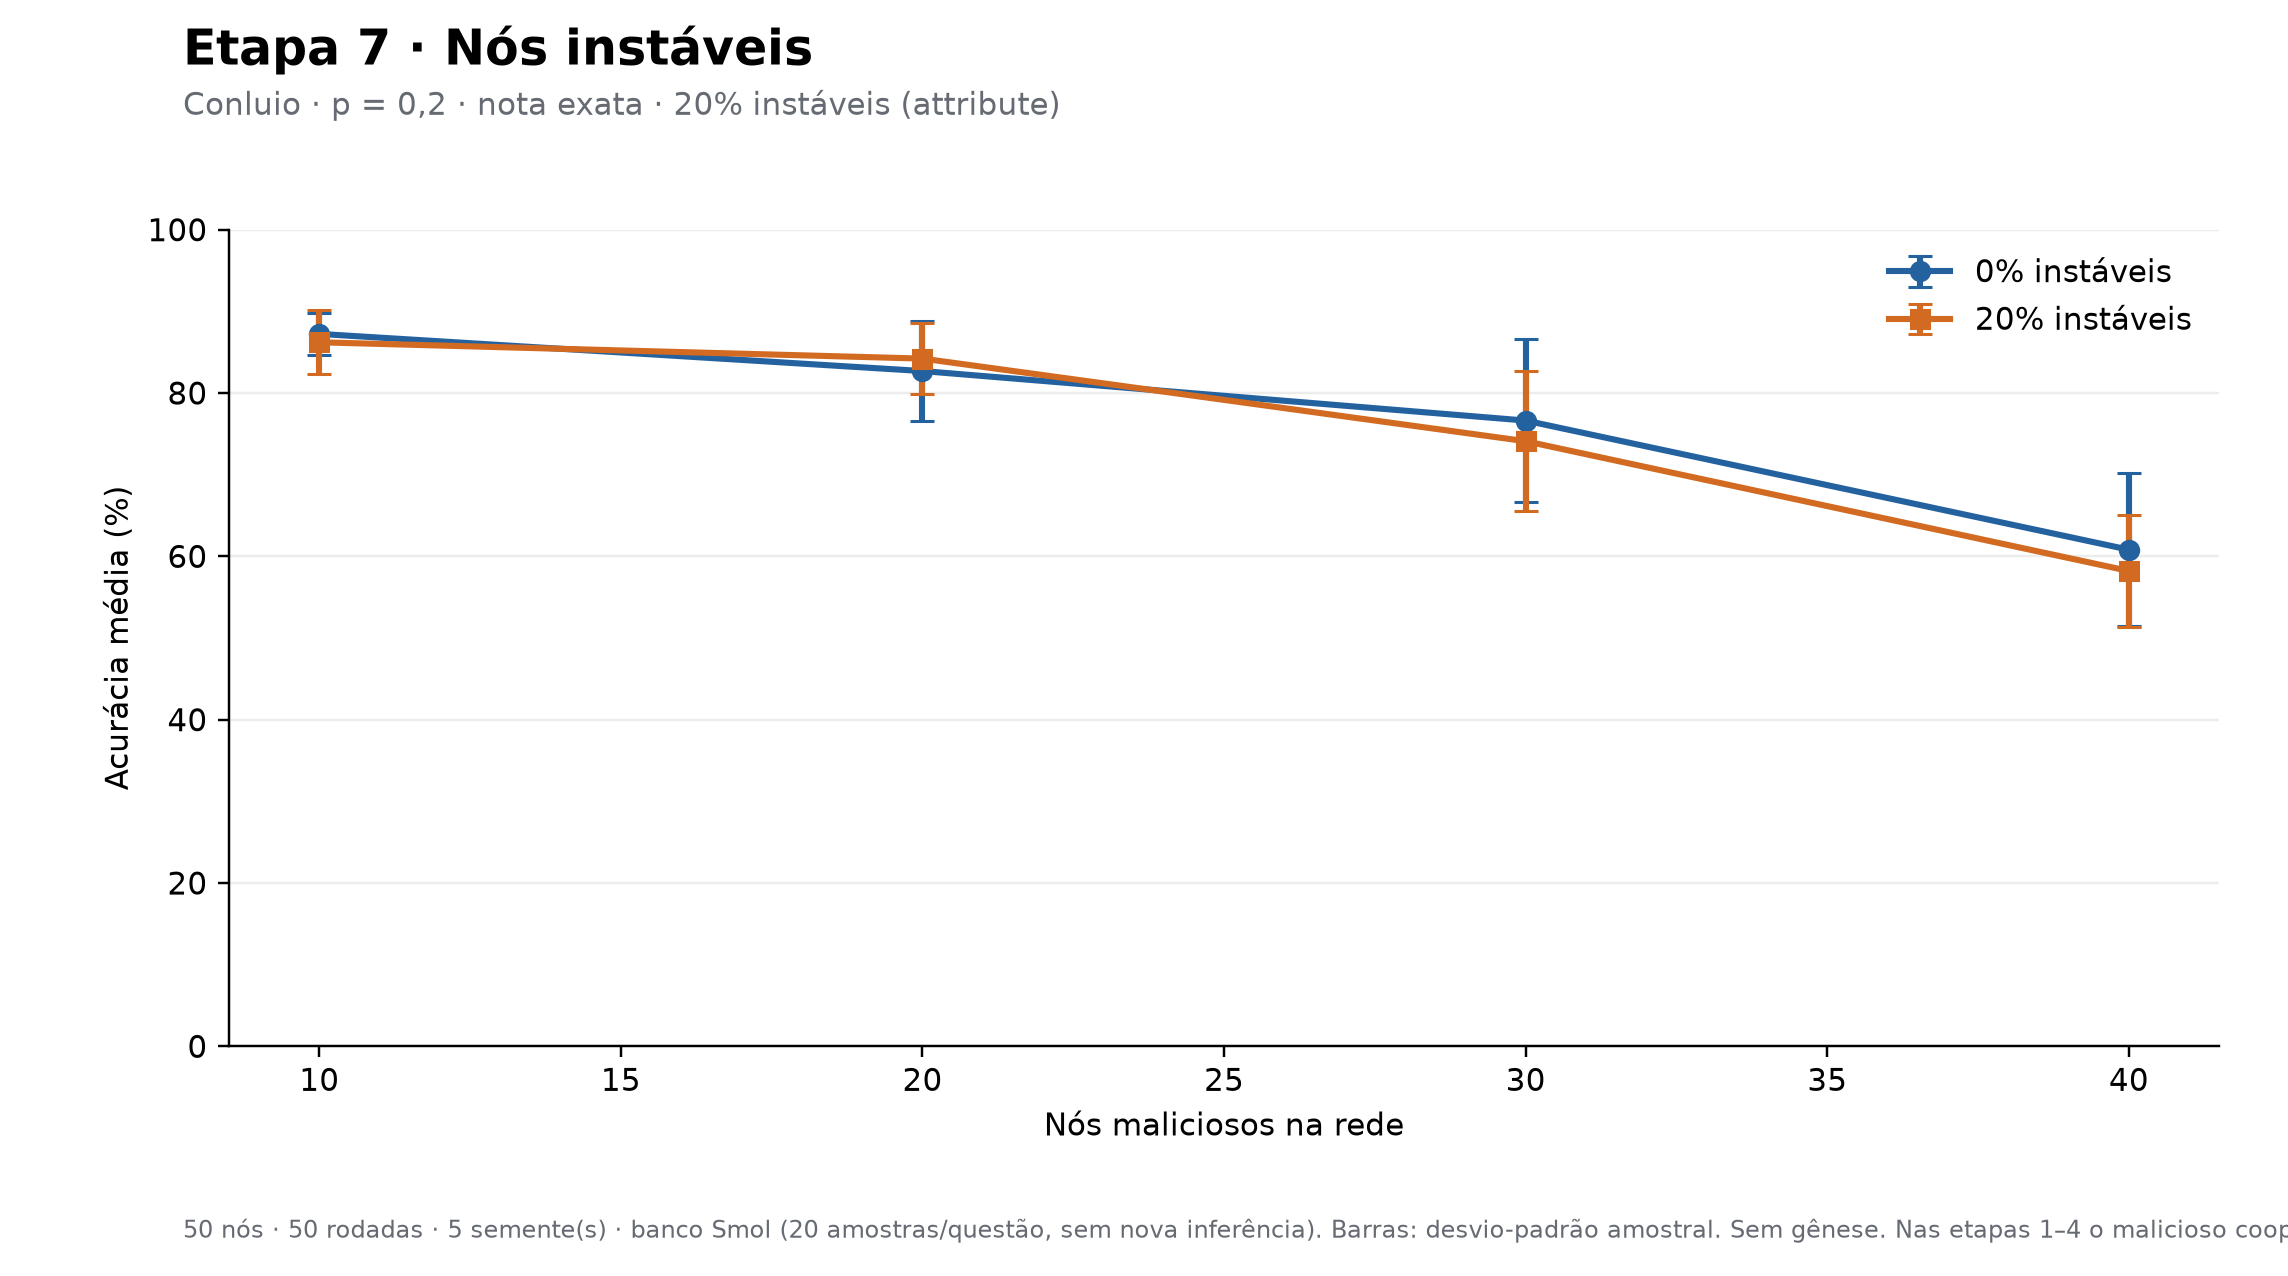 Etapa 7 · Nós instáveis
Conluio · p = 0,2 · nota exata · 20% instáveis (attribute)
100
80
60
40
20
0
Acurácia média (%)
0% instáveis
20% instáveis
10 15 20 25 30 35 40
Nós maliciosos na rede
50 nós · 50 rodadas · 5 semente(s) · banco Smol (20 amostras/questão, sem nova inferência). Barras: desvio-padrão amostral. Sem gênese. Nas etapas 1–4 o malicioso